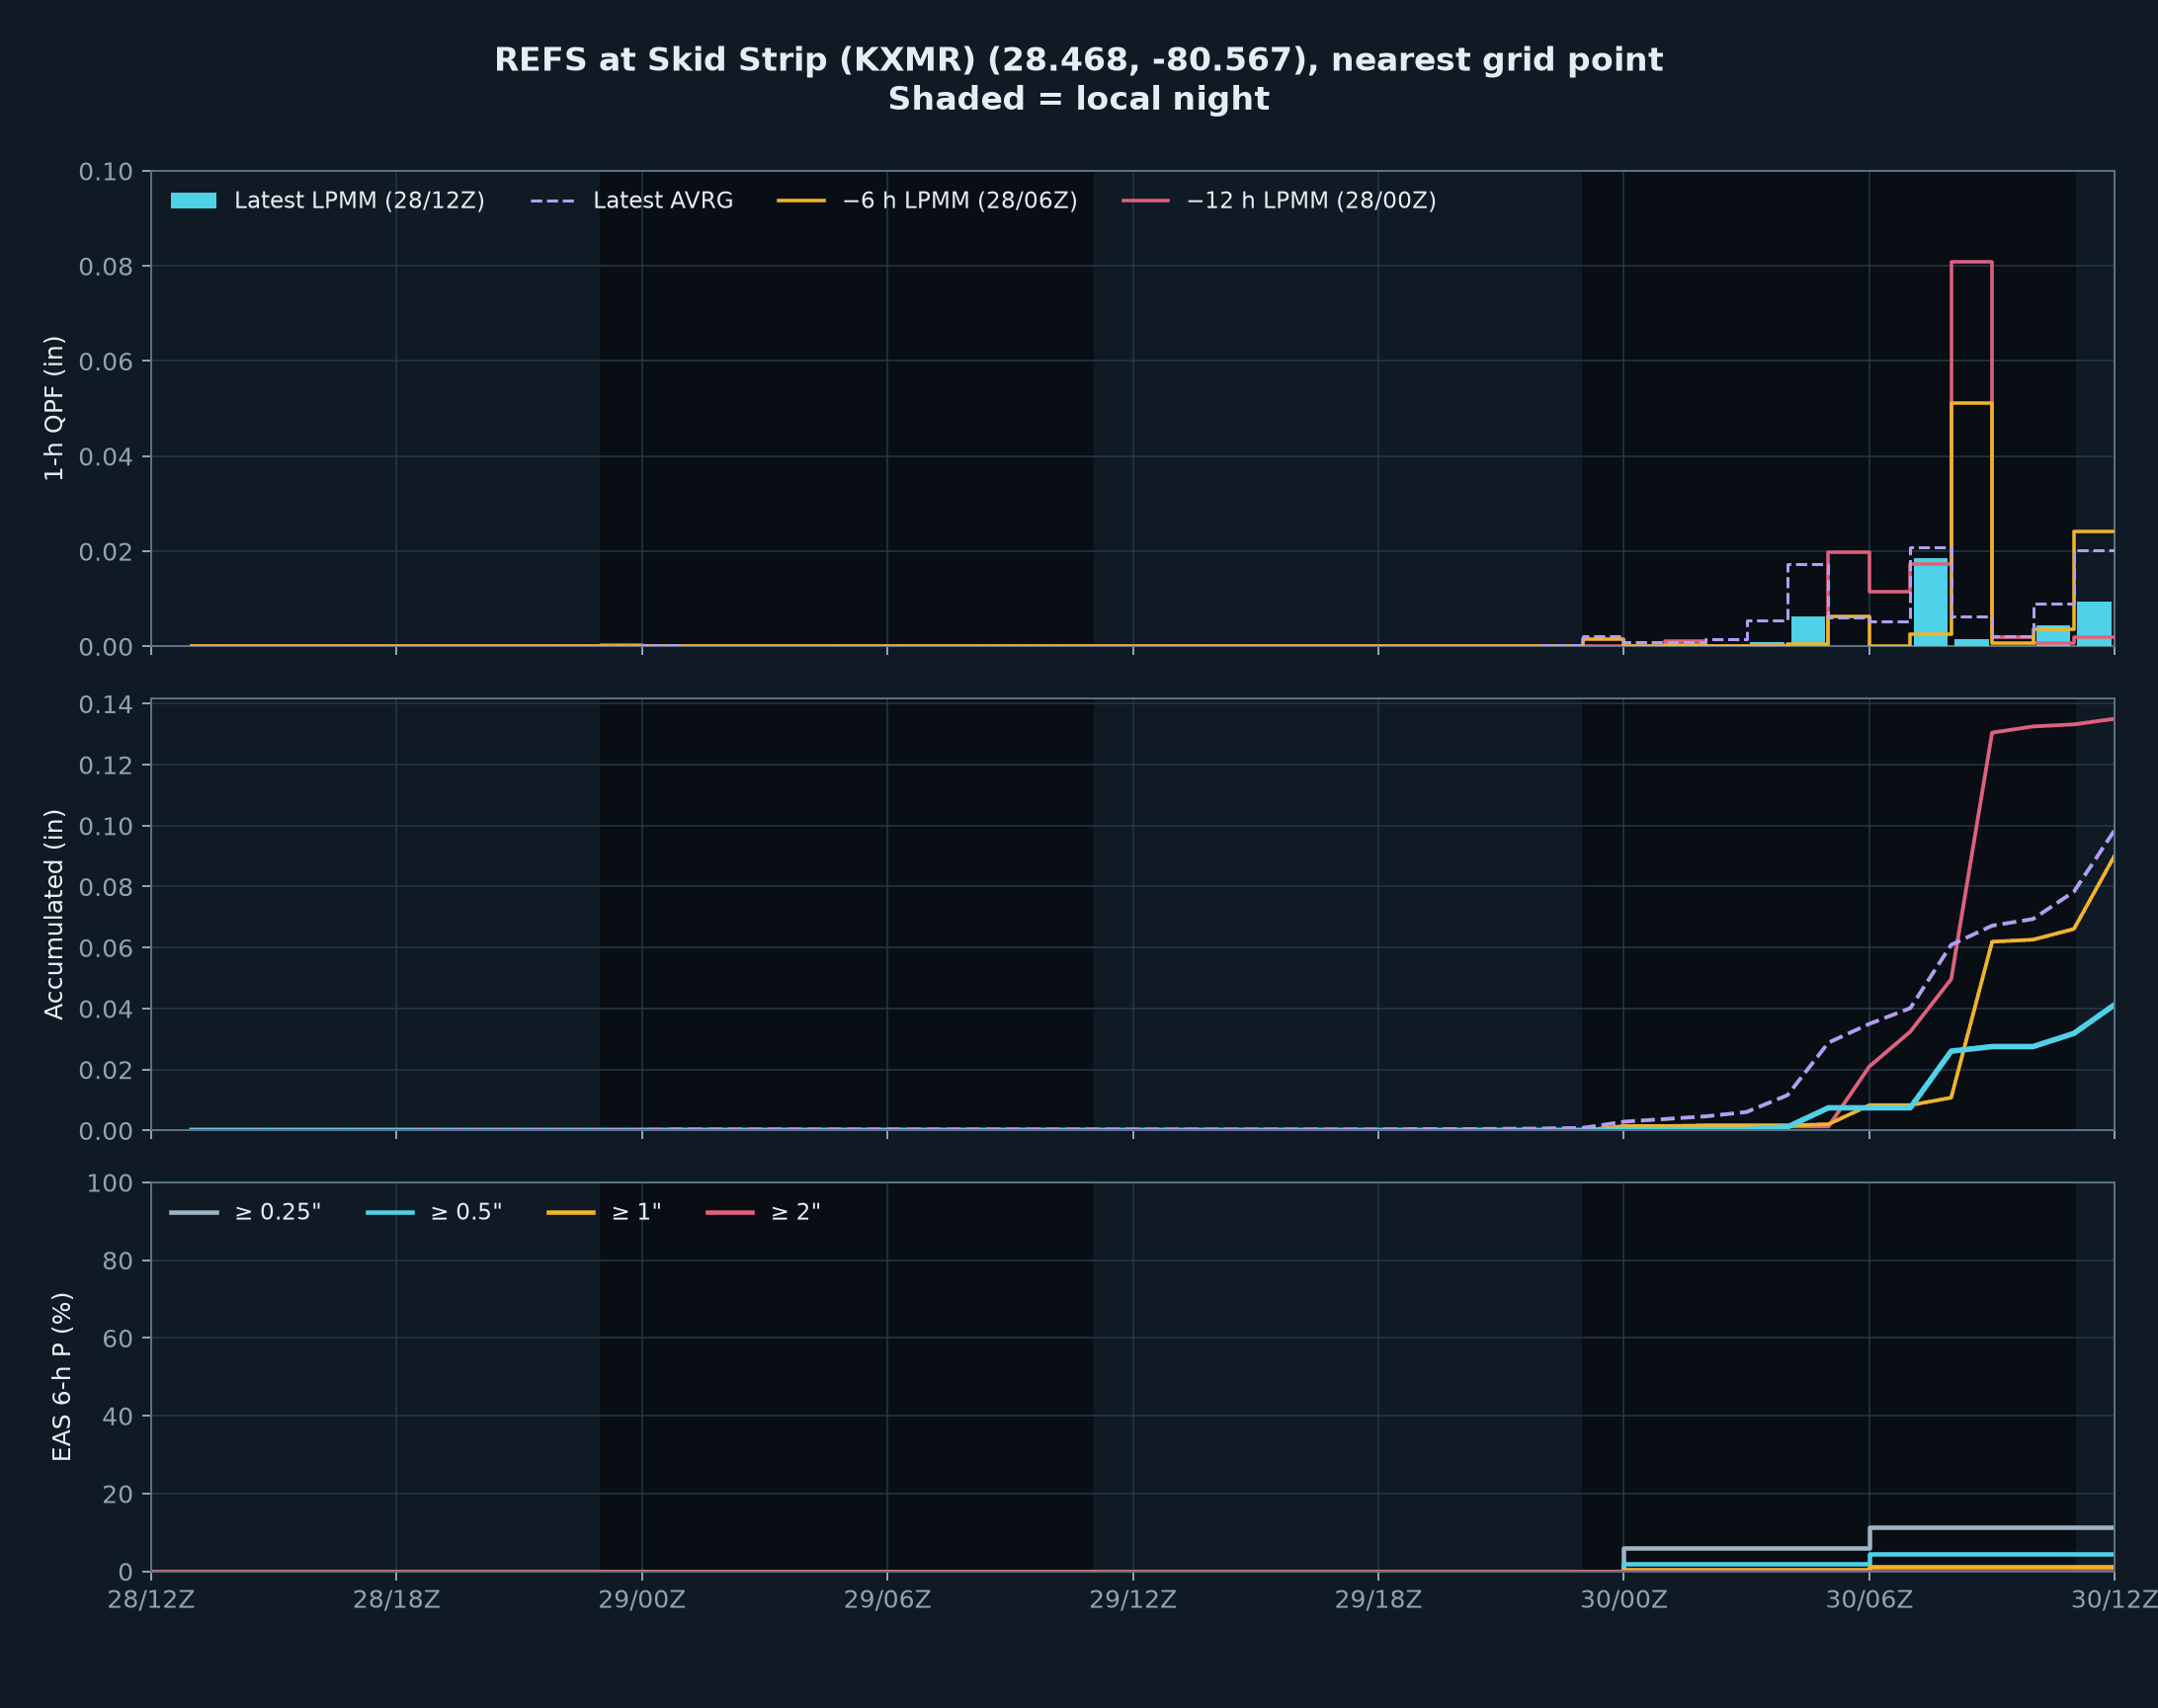 REFS at Skid Strip (KXMR) (28.468, -80.567), nearest grid point
Shaded = local night
1-h QPF (in)
0.10
0.08
0.06
0.04
0.02
0.00
Latest LPMM (28/12Z) Latest AVRG −6 h LPMM (28/06Z) −12 h LPMM (28/00Z)
Accumulated (in)
0.14
0.12
0.10
0.08
0.06
0.04
0.02
0.00
EAS 6-h P (%)
100
80
60
40
20
0
≥ 0.25" ≥ 0.5" ≥ 1" ≥ 2"
28/12Z 28/18Z 29/00Z 29/06Z 29/12Z 29/18Z 30/00Z 30/06Z 30/12Z